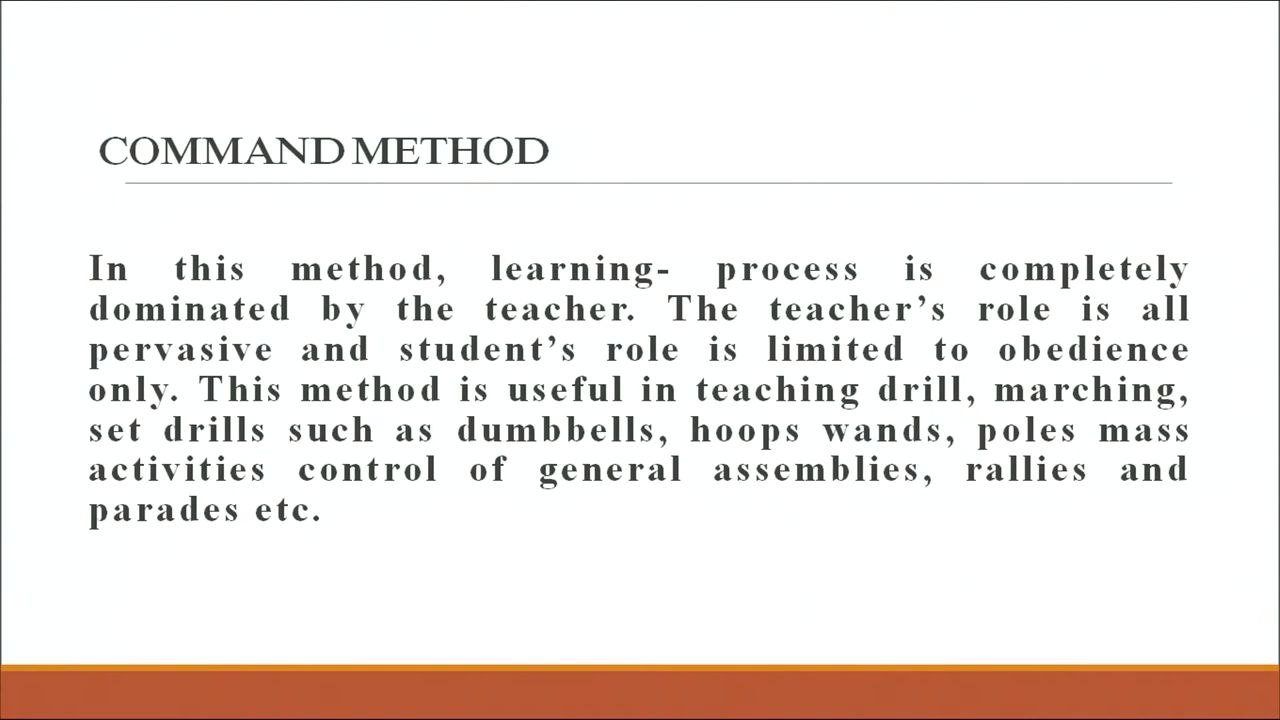 COMMAND METHOD
In this method, learning- process is completely
dominated by the teacher. The teacher’s role is all
pervasive and student’s role is limited to obedience
only. This method is useful in teaching drill, marching,
set drills such as dumbbells, hoops wands, poles mass
activities control of general assemblies, rallies and
parades etc.